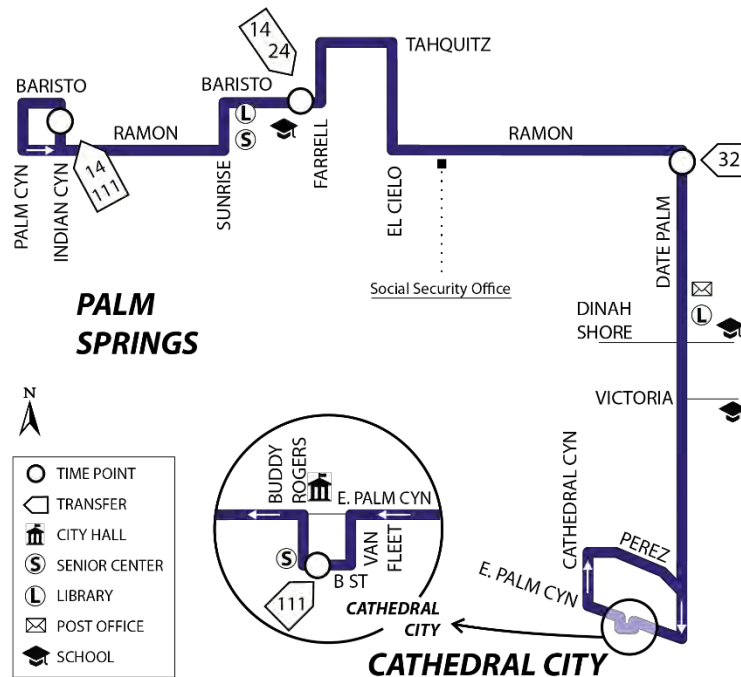 14
24
TAHQUITZ
BARISTO
BARISTO
RAMON
RAMON
32
14
111
PALM CYN
INDIAN CYN
SUNRISE
FARRELL
EL CIELO
DATE PALM
L
S
Social Security Office
PALM
SPRINGS
L
DINAH
SHORE
VICTORIA
N
TIME POINT
TRANSFER
CITY HALL
S SENIOR CENTER
L LIBRARY
POST OFFICE
SCHOOL
BUDDY
ROGERS
E. PALM CYN
VAN
FLEET
S
B ST
111
CATHEDRAL
CITY
CATHEDRAL CYN
PEREZ
E. PALM CYN
CATHEDRAL CITY